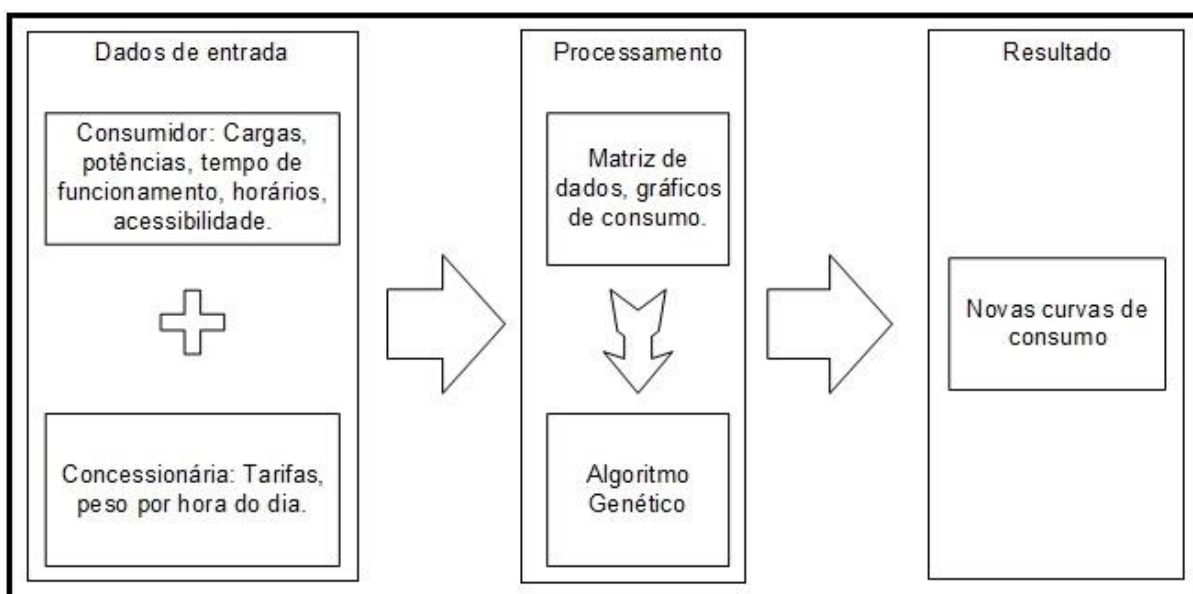 Dados de entrada
Consumidor: Cargas,
potências, tempo de
funcionamento, horários,
acessibilidade.
Concessionária: Tarifas,
peso por hora do dia.
Processamento
Matriz de
dados, gráficos
de consumo.
Algoritmo
Genético
Resultado
Novas curvas de
consumo